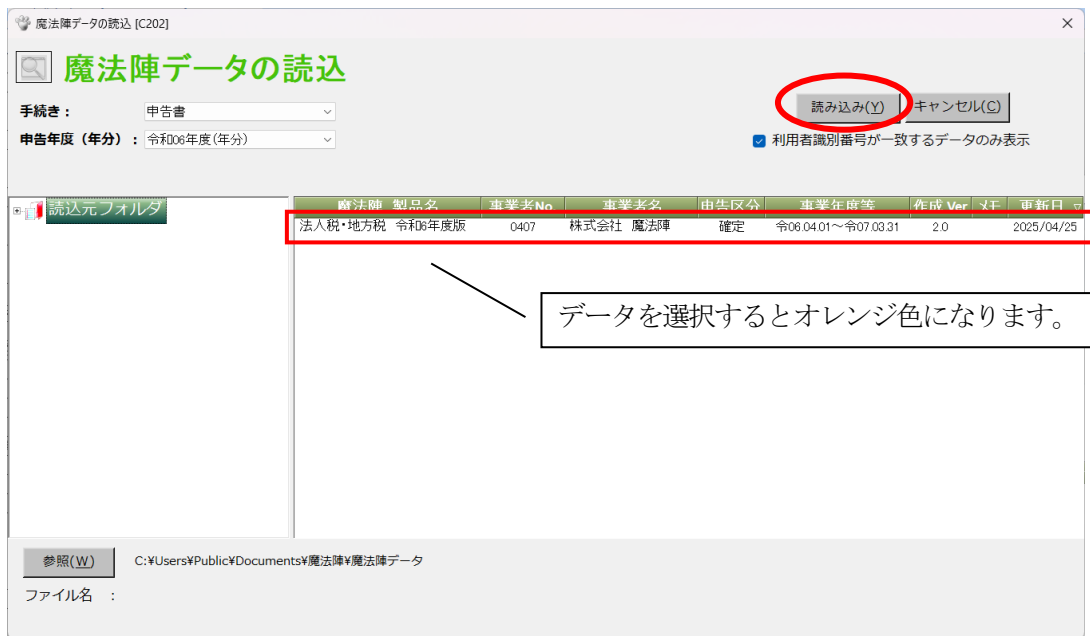 魔法陣データの読込 [C202]
魔法陣データの読込
手続き： 申告書
読み込み(Y) キャンセル(C)
申告年度（年分）： 令和06年度(年分)
利用者識別番号が一致するデータのみ表示
読込元フォルダ
魔法陣 製品名 事業者No 事業者名 申告区分 事業年度等 作成 Ver メモ 更新日
法人税･地方税 令和6年度版 0407 株式会社 魔法陣 確定 令06.04.01～令07.03.31 2.0 2025/04/25
データを選択するとオレンジ色になります。
参照(W) C:¥Users¥Public¥Documents¥魔法陣¥魔法陣データ
ファイル名 ：